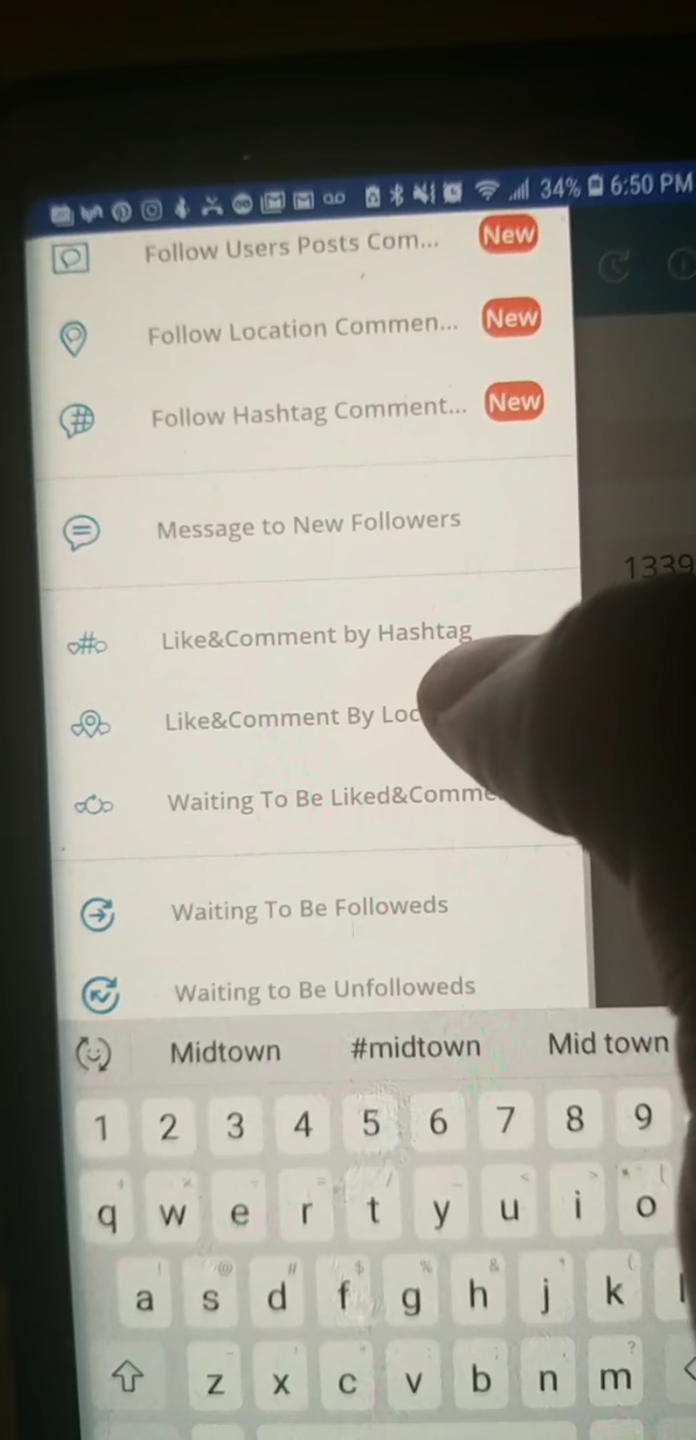 34% 6:50 PM
Follow Users Posts Com... New
Follow Location Commen... New
Follow Hashtag Comment... New
Message to New Followers
1339
Like&Comment by Hashtag
Like&Comment By Loc
Waiting To Be Liked&Comme
Waiting To Be Followeds
Waiting to Be Unfolloweds
Midtown #midtown Mid town
1 2 3 4 5 6 7 8 9
q w e r t y u i o
a s d f g h j k l
z x c v b n m